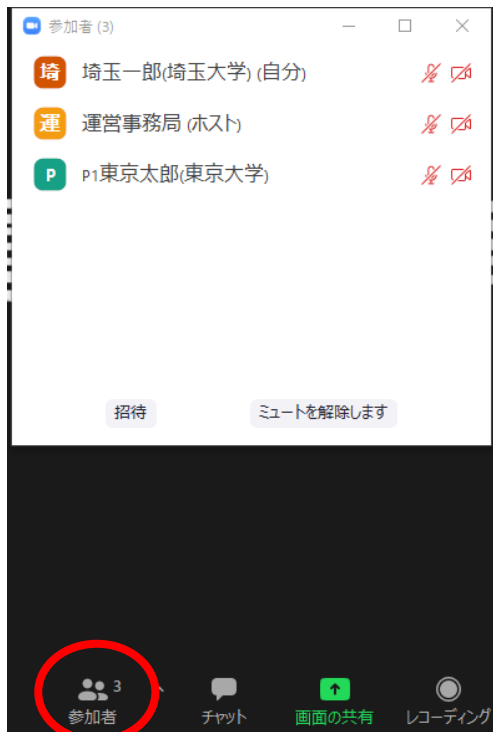 参加者 (3)
埼 埼玉一郎(埼玉大学) (自分)
運 運営事務局 (ホスト)
P P1東京太郎(東京大学)
招待 ミュートを解除します
3
参加者 チャット 画面の共有 レコーディング